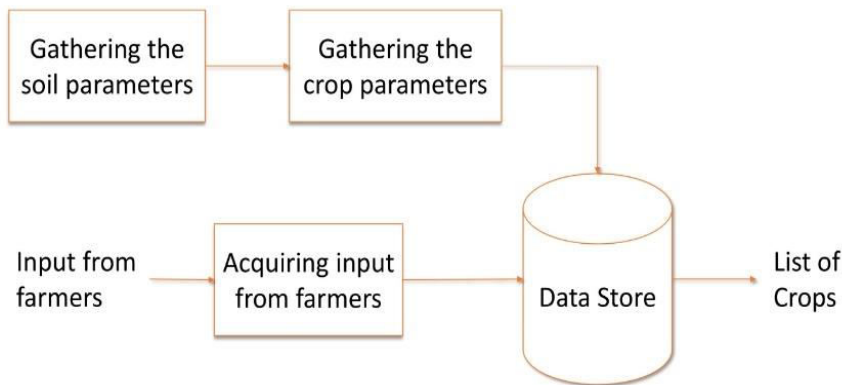 Gathering the
soil parameters
Gathering the
crop parameters
Input from
farmers
Acquiring input
from farmers
Data Store
List of
Crops